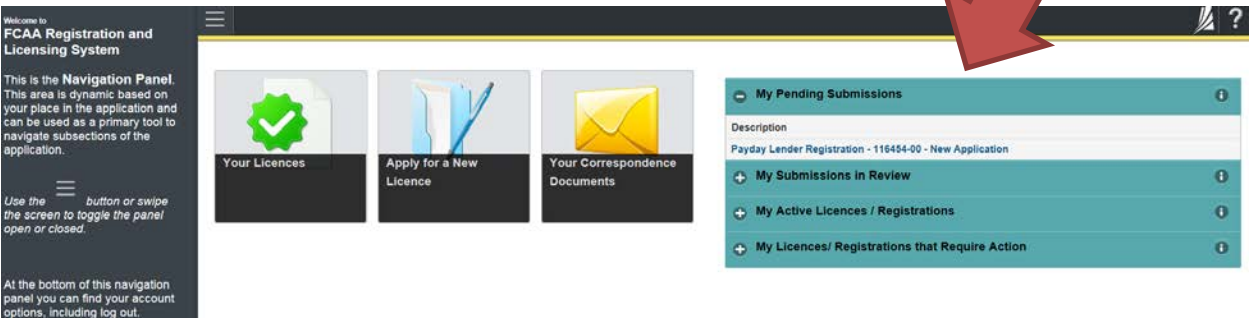 Welcome to
FCAA Registration and
Licensing System
This is the Navigation Panel.
This area is dynamic based on
your place in the application and
can be used as a primary tool to
navigate subsections of the
application.
Use the button or swipe
the screen to toggle the panel
open or closed.
At the bottom of this navigation
panel you can find your account
options, including log out.
Your Licences
Apply for a New
Licence
Your Correspondence
Documents
?
My Pending Submissions
Description
Payday Lender Registration - 116454-00 - New Application
My Submissions in Review
My Active Licences / Registrations
My Licences/ Registrations that Require Action